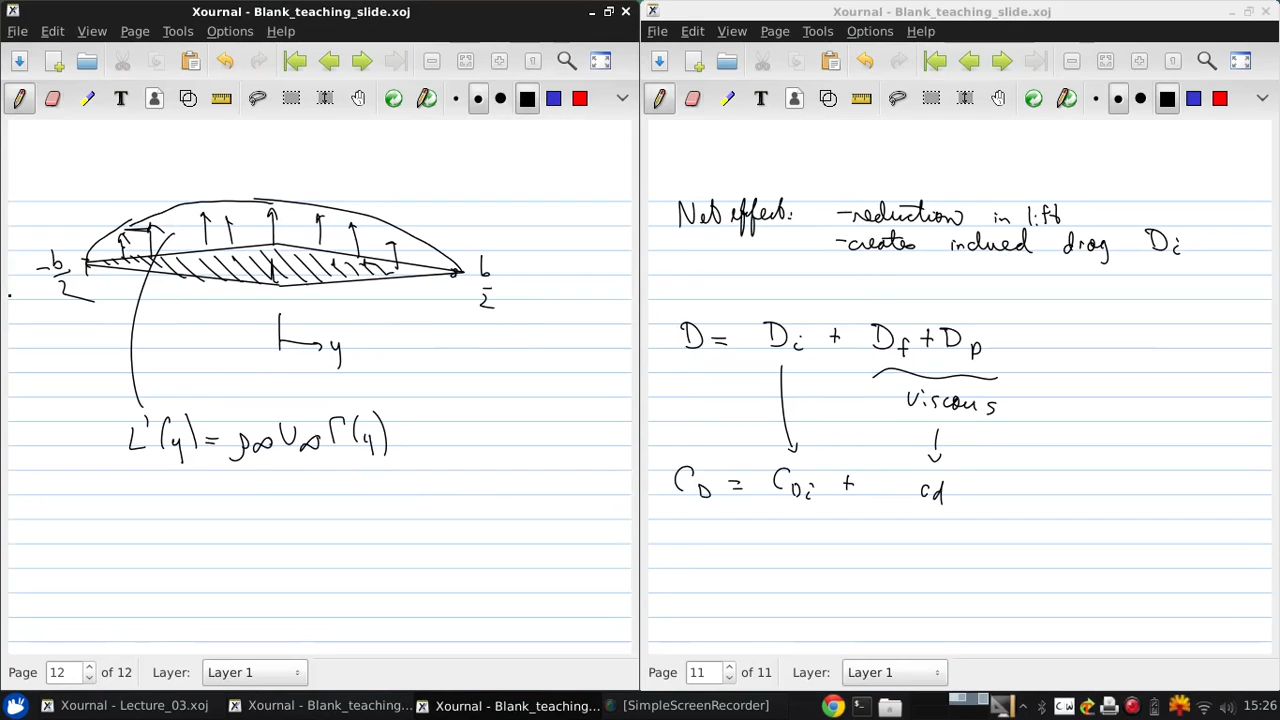 Xournal - Blank_teaching_slide.xoj
File Edit View Page Tools Options Help
-b/2
b/2
y
L'(y) = ρ∞ U∞ Γ(y)
Page 12 of 12 Layer: Layer 1
Xournal - Blank_teaching_slide.xoj
File Edit View Page Tools Options Help
Net effect: -reduction in lift
-creates induced drag Di
D = Di + Df + Dp
viscous
CD = CDi + cd
Page 11 of 11 Layer: Layer 1
Xournal - Lecture_03.xoj
Xournal - Blank_teaching...
Xournal - Blank_teaching...
[SimpleScreenRecorder]
CW
15:26